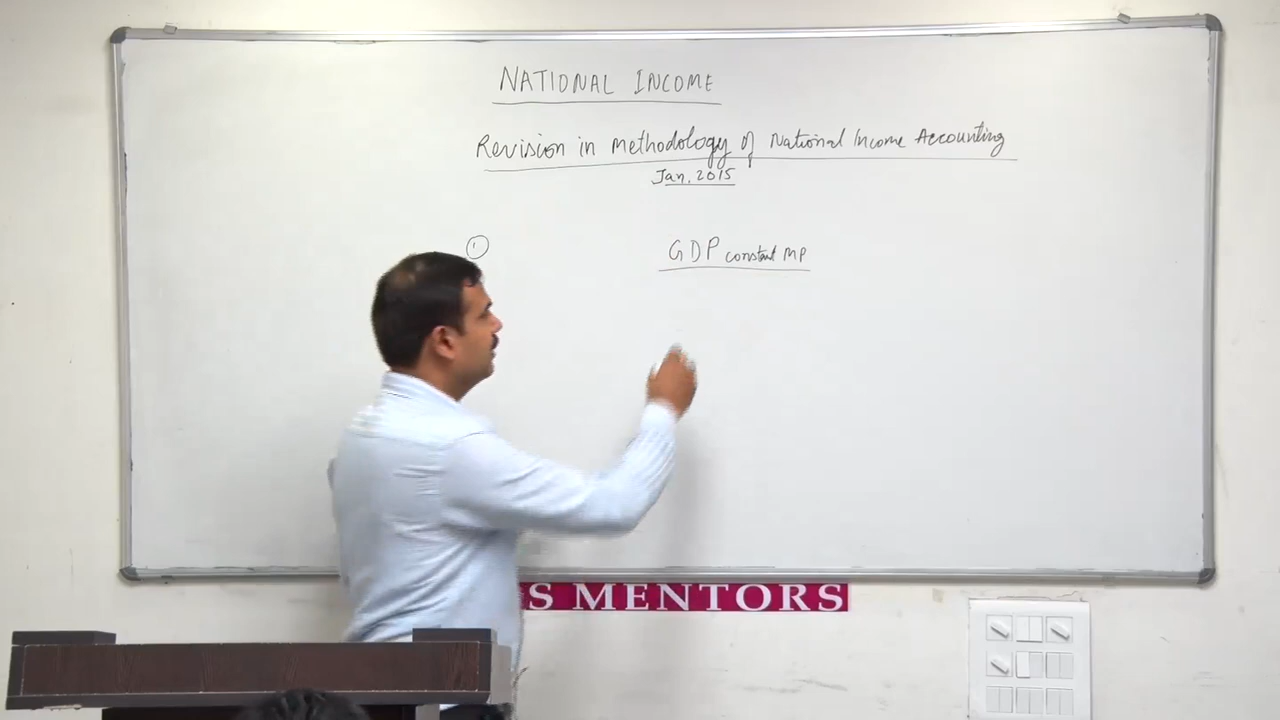 NATIONAL INCOME
Revision in Methodology of National Income Accounting
Jan, 2015
1
GDP constant MP
S MENTORS